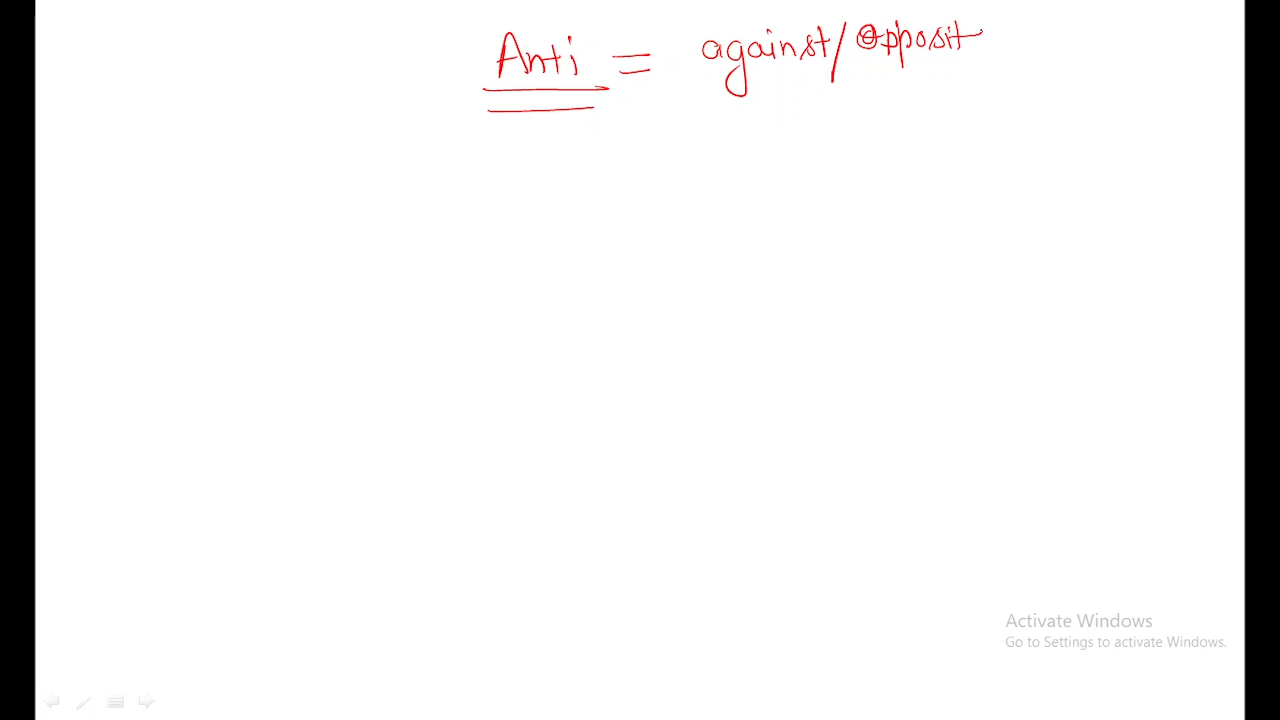 Anti = against/Opposit
Activate Windows
Go to Settings to activate Windows.